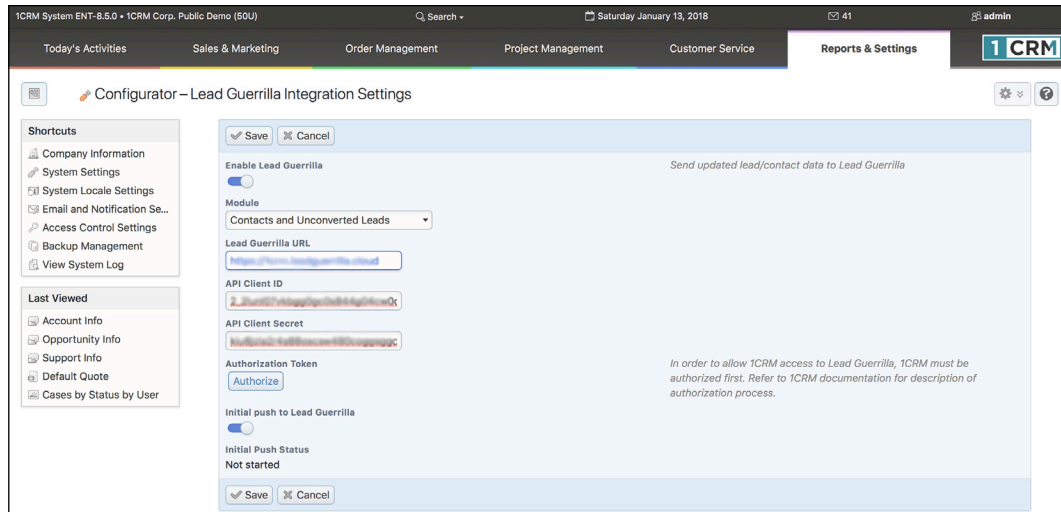 1CRM System ENT-8.5.0 • 1CRM Corp. Public Demo (50U)
Search
Saturday January 13, 2018
41
admin
Today's Activities
Sales & Marketing
Order Management
Project Management
Customer Service
Reports & Settings
1 CRM
Configurator – Lead Guerrilla Integration Settings
Shortcuts
Company Information
System Settings
System Locale Settings
Email and Notification Se...
Access Control Settings
Backup Management
View System Log
Last Viewed
Account Info
Opportunity Info
Support Info
Default Quote
Cases by Status by User
Save
Cancel
Enable Lead Guerrilla
Send updated lead/contact data to Lead Guerrilla
Module
Contacts and Unconverted Leads
Lead Guerrilla URL
API Client ID
API Client Secret
Authorization Token
Authorize
In order to allow 1CRM access to Lead Guerrilla, 1CRM must be
authorized first. Refer to 1CRM documentation for description of
authorization process.
Initial push to Lead Guerrilla
Initial Push Status
Not started
Save
Cancel